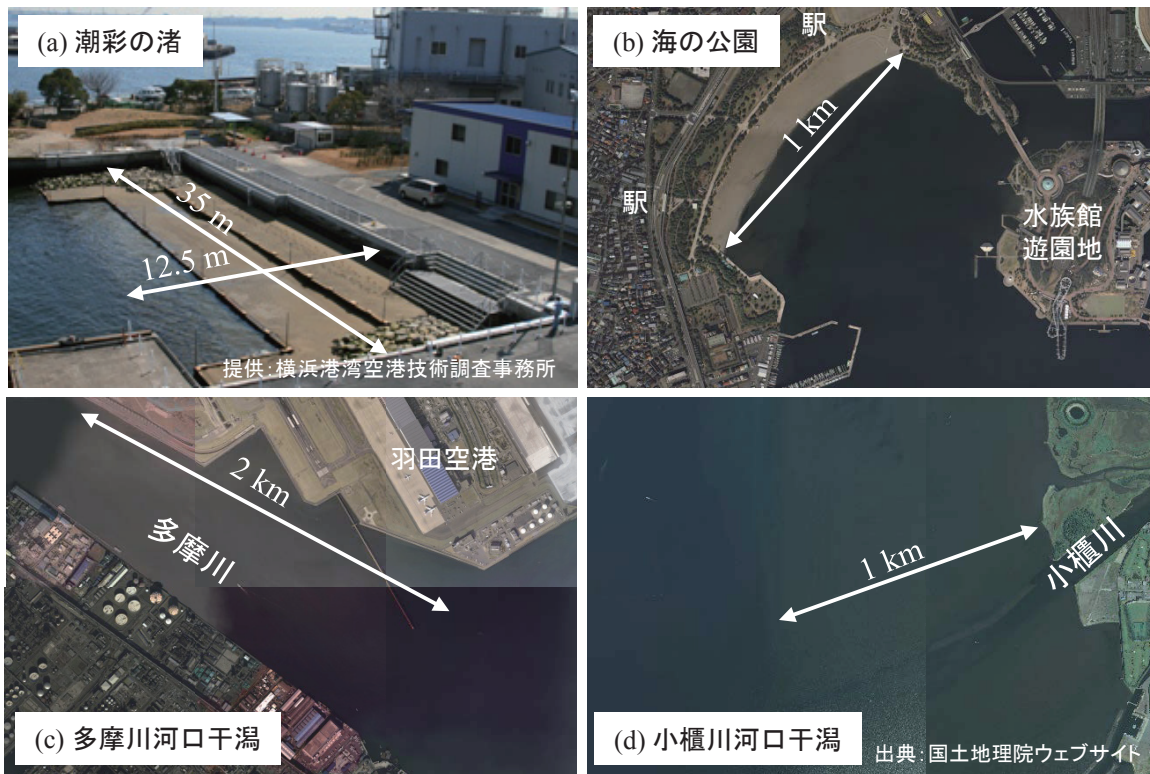 (a) 潮彩の渚
35 m
12.5 m
提供：横浜港湾空港技術調査事務所
(b) 海の公園
駅
1 km
駅
水族館
遊園地
羽田空港
2 km
多摩川
(c) 多摩川河口干潟
1 km
小櫃川
(d) 小櫃川河口干潟
出典：国土地理院ウェブサイト